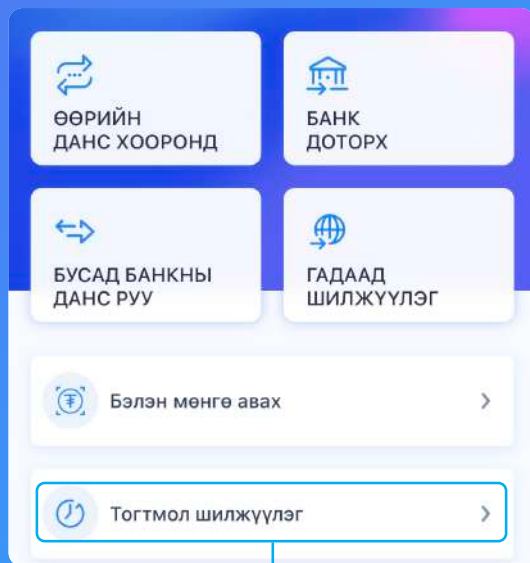 ӨӨРИЙН
ДАНС ХООРОНД
БАНК
ДОТОРХ
БУСАД БАНКНЫ
ДАНС РУУ
ГАДААД
ШИЛЖҮҮЛЭГ
Бэлэн мөнгө авах
Тогтмол шилжүүлэг